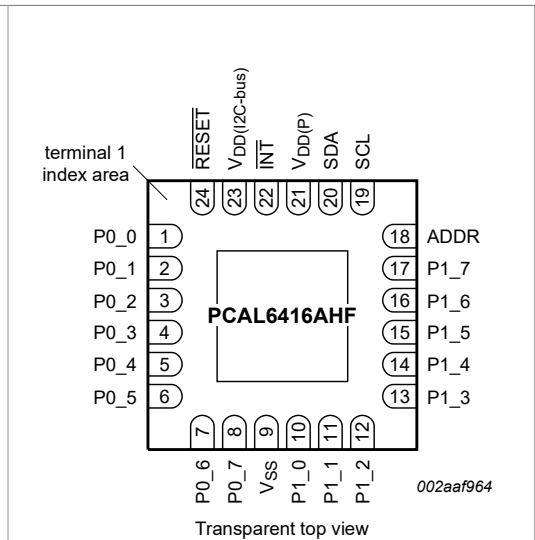 RESET
VDD(I2C-bus)
INT
VDD(P)
SDA
SCL
24
23
22
21
20
19
terminal 1
index area
P0_0 1
P0_1 2
P0_2 3
P0_3 4
P0_4 5
P0_5 6
PCAL6416AHF
18 ADDR
17 P1_7
16 P1_6
15 P1_5
14 P1_4
13 P1_3
7
8
9
10
11
12
P0_6
P0_7
VSS
P1_0
P1_1
P1_2
002aaf964
Transparent top view